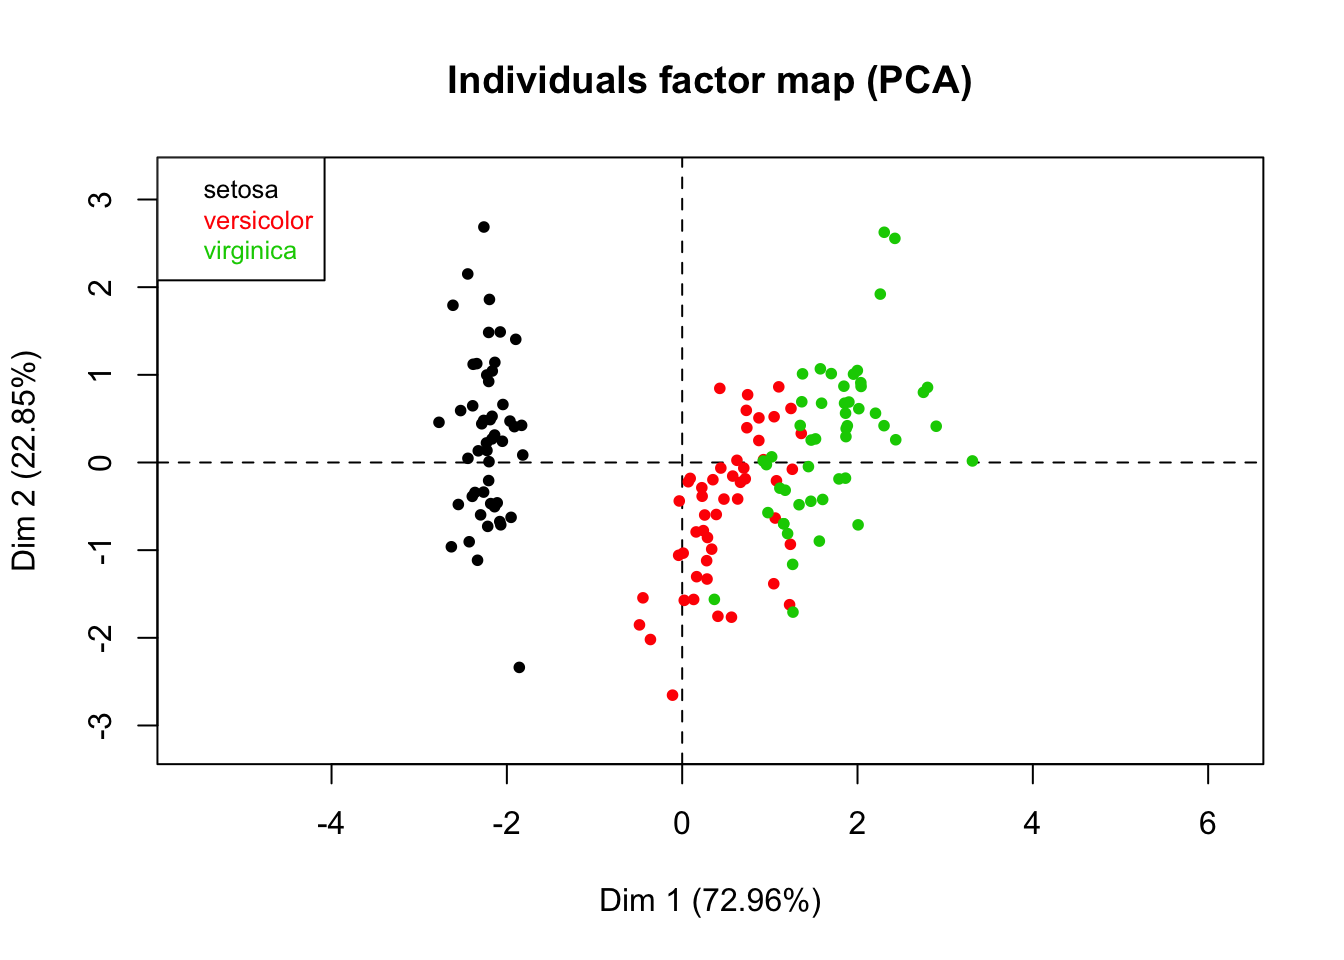 Individuals factor map (PCA)
setosa
versicolor
virginica
3
2
1
0
-1
-2
-3
Dim 2 (22.85%)
-4 -2 0 2 4 6
Dim 1 (72.96%)